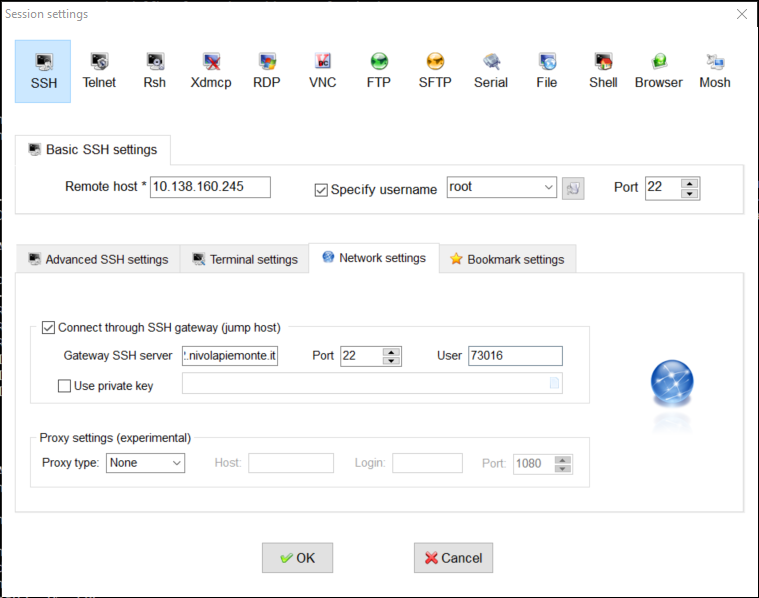 Session settings
SSH Telnet Rsh Xdmcp RDP VNC FTP SFTP Serial File Shell Browser Mosh
Basic SSH settings
Remote host * 10.138.160.245 Specify username root Port 22
Advanced SSH settings Terminal settings Network settings Bookmark settings
Connect through SSH gateway (jump host)
Gateway SSH server .nivolapiemonte.it Port 22 User 73016
Use private key
Proxy settings (experimental)
Proxy type: None Host: Login: Port: 1080
OK Cancel